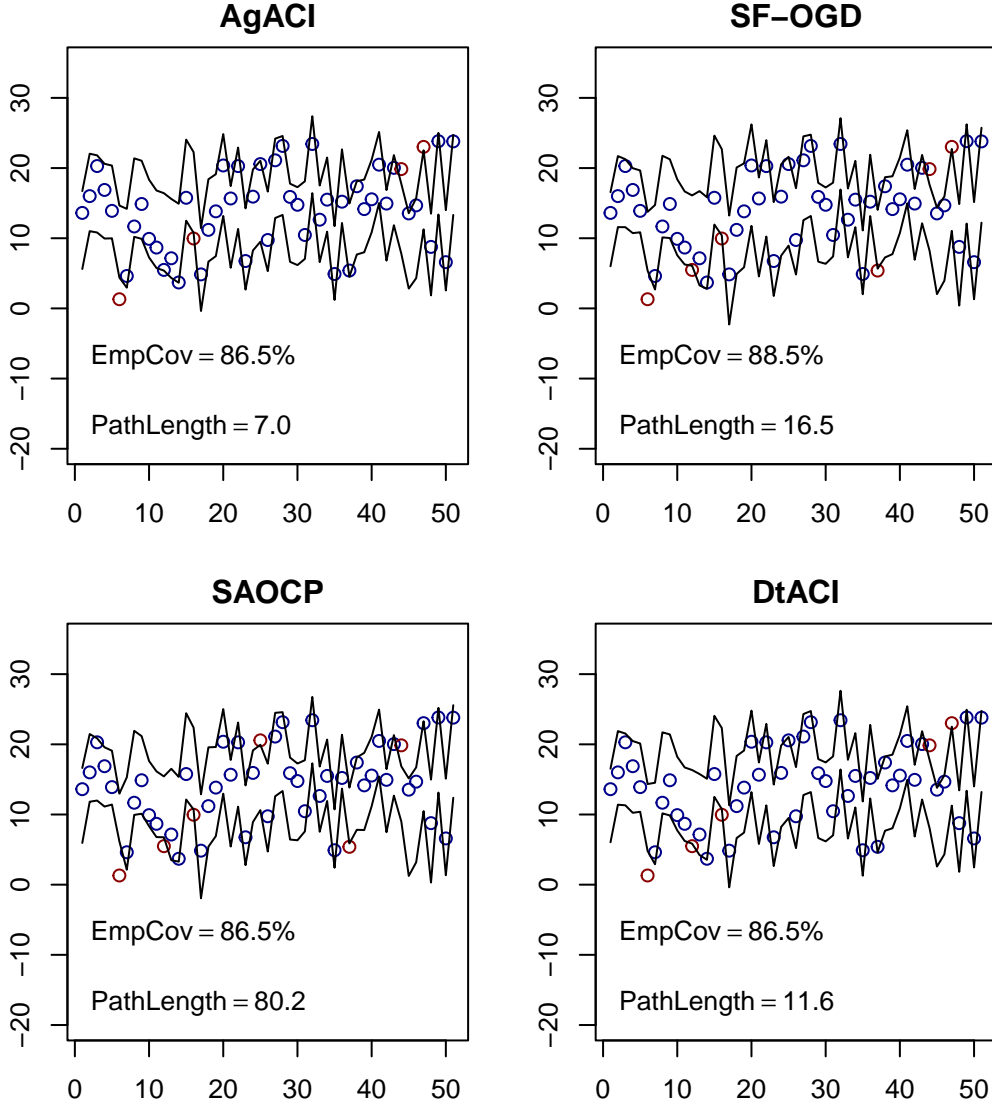 AgACI
SF−OGD
30
20
10
0
−10
−20
EmpCov = 86.5%
PathLength = 7.0
0 10 20 30 40 50
30
20
10
0
−10
−20
EmpCov = 88.5%
PathLength = 16.5
0 10 20 30 40 50
SAOCP
DtACI
30
20
10
0
−10
−20
EmpCov = 86.5%
PathLength = 80.2
0 10 20 30 40 50
30
20
10
0
−10
−20
EmpCov = 86.5%
PathLength = 11.6
0 10 20 30 40 50